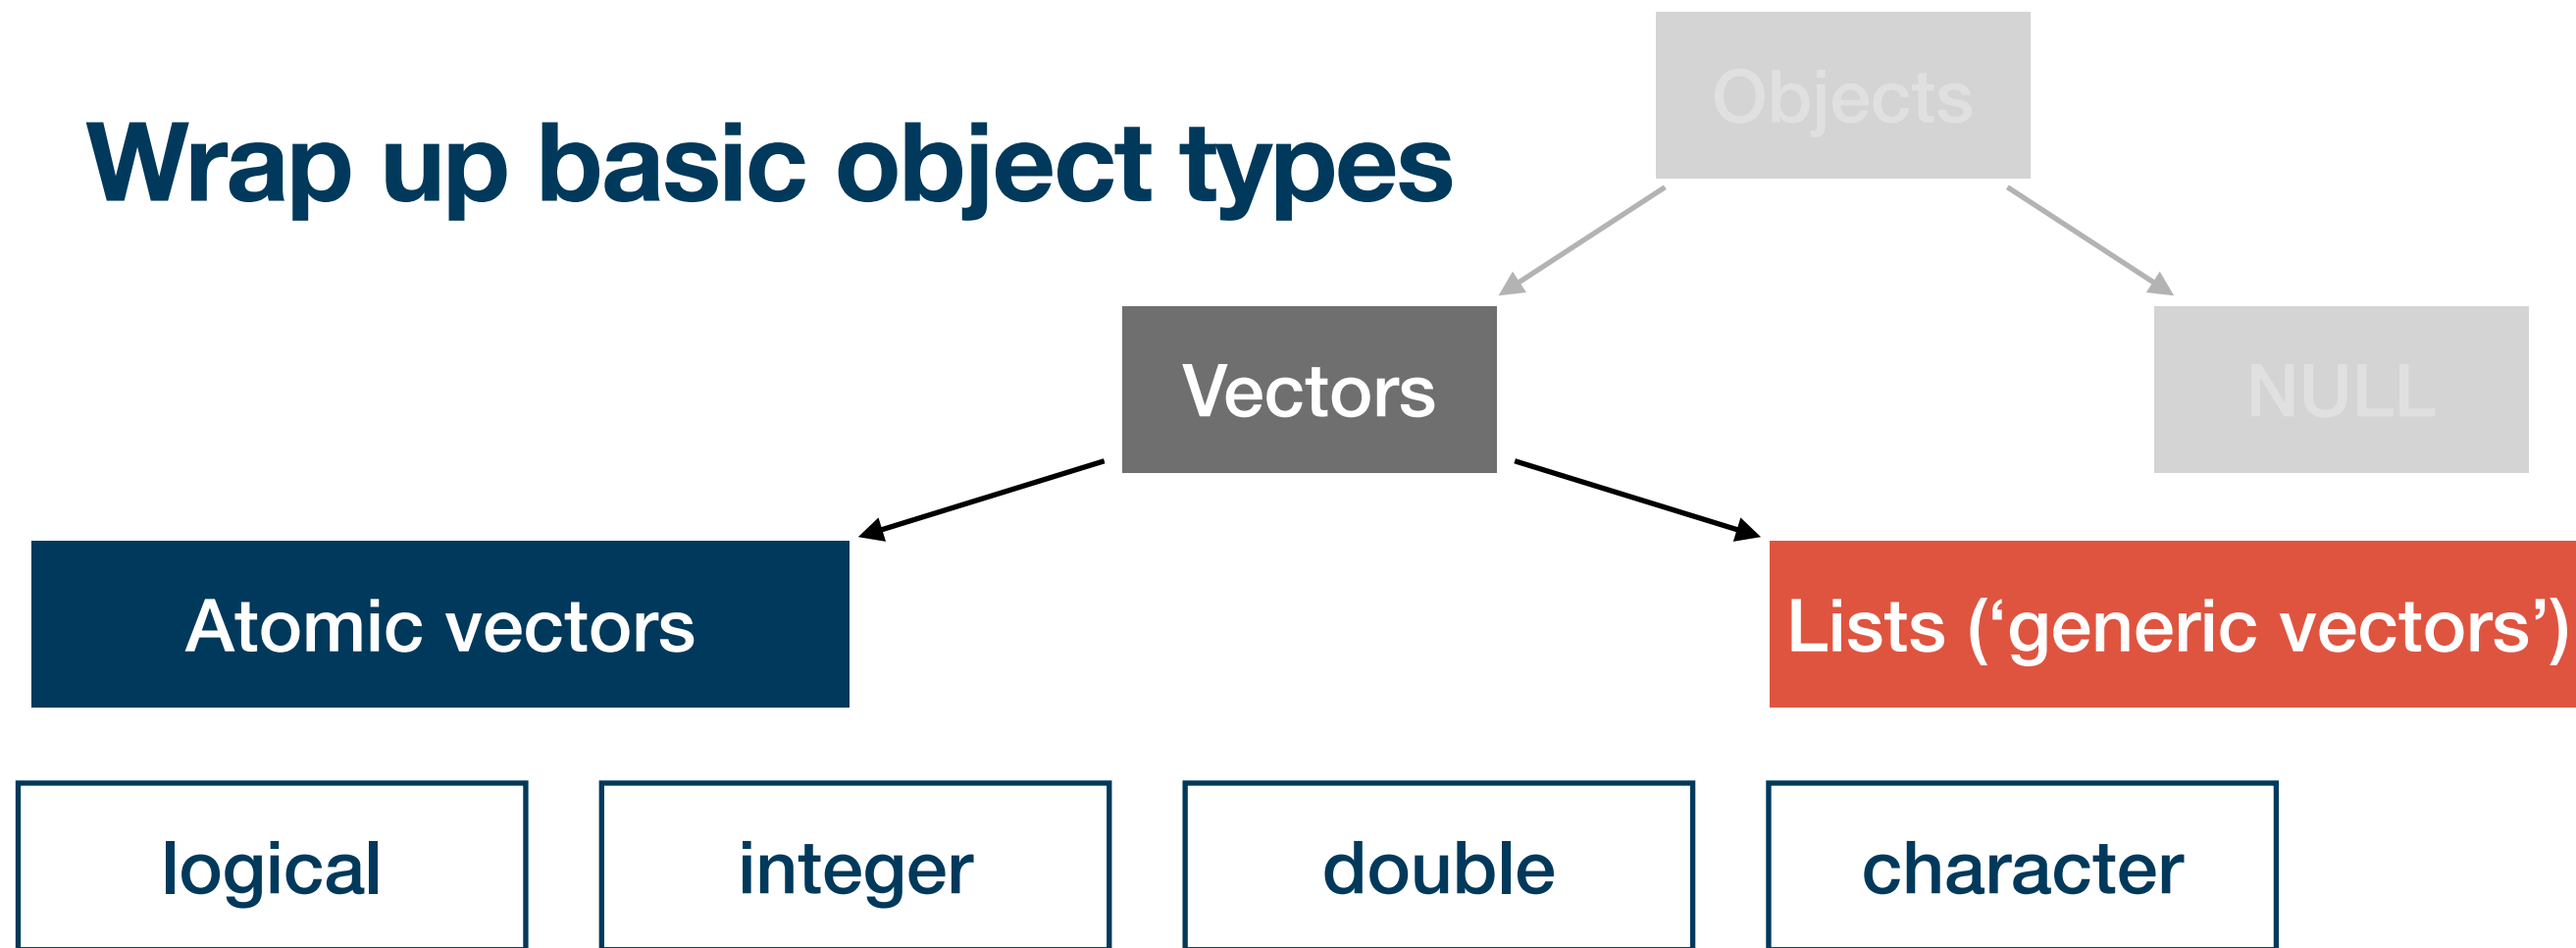 Objects
Wrap up basic object types
Vectors
NULL
Atomic vectors
Lists (‘generic vectors’)
logical
integer
double
character